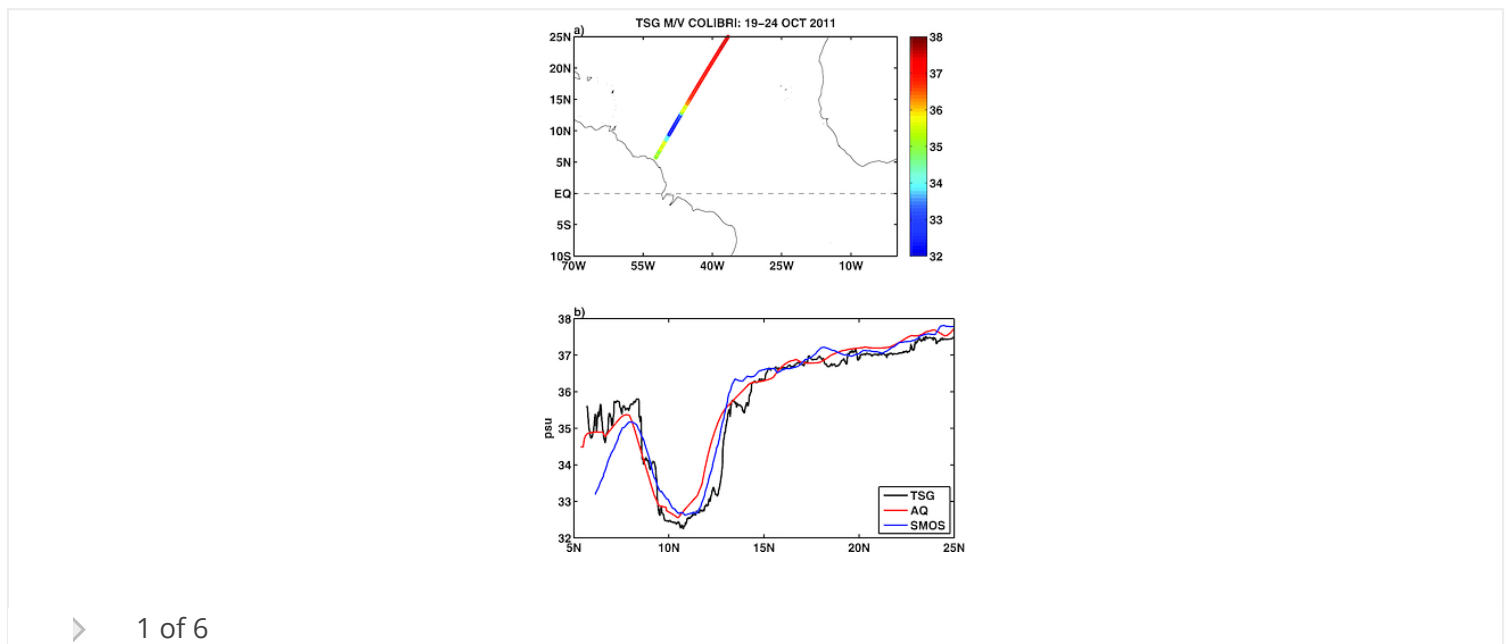 TSG M/V COLIBRI: 19–24 OCT 2011
a)
25N
20N
15N
10N
5N
EQ
5S
10S
70W 55W 40W 25W 10W
38
37
36
35
34
33
32
b)
38
37
36
35
34
33
32
psu
5N 10N 15N 20N 25N
TSG
AQ
SMOS
1 of 6